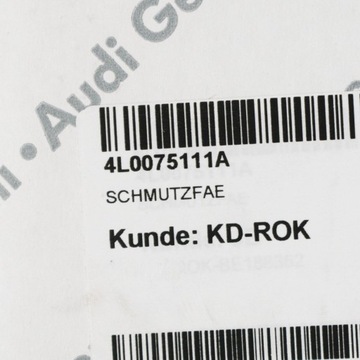 • Audi Ge
4L0075111A
SCHMUTZFAE
Kunde: KD-ROK